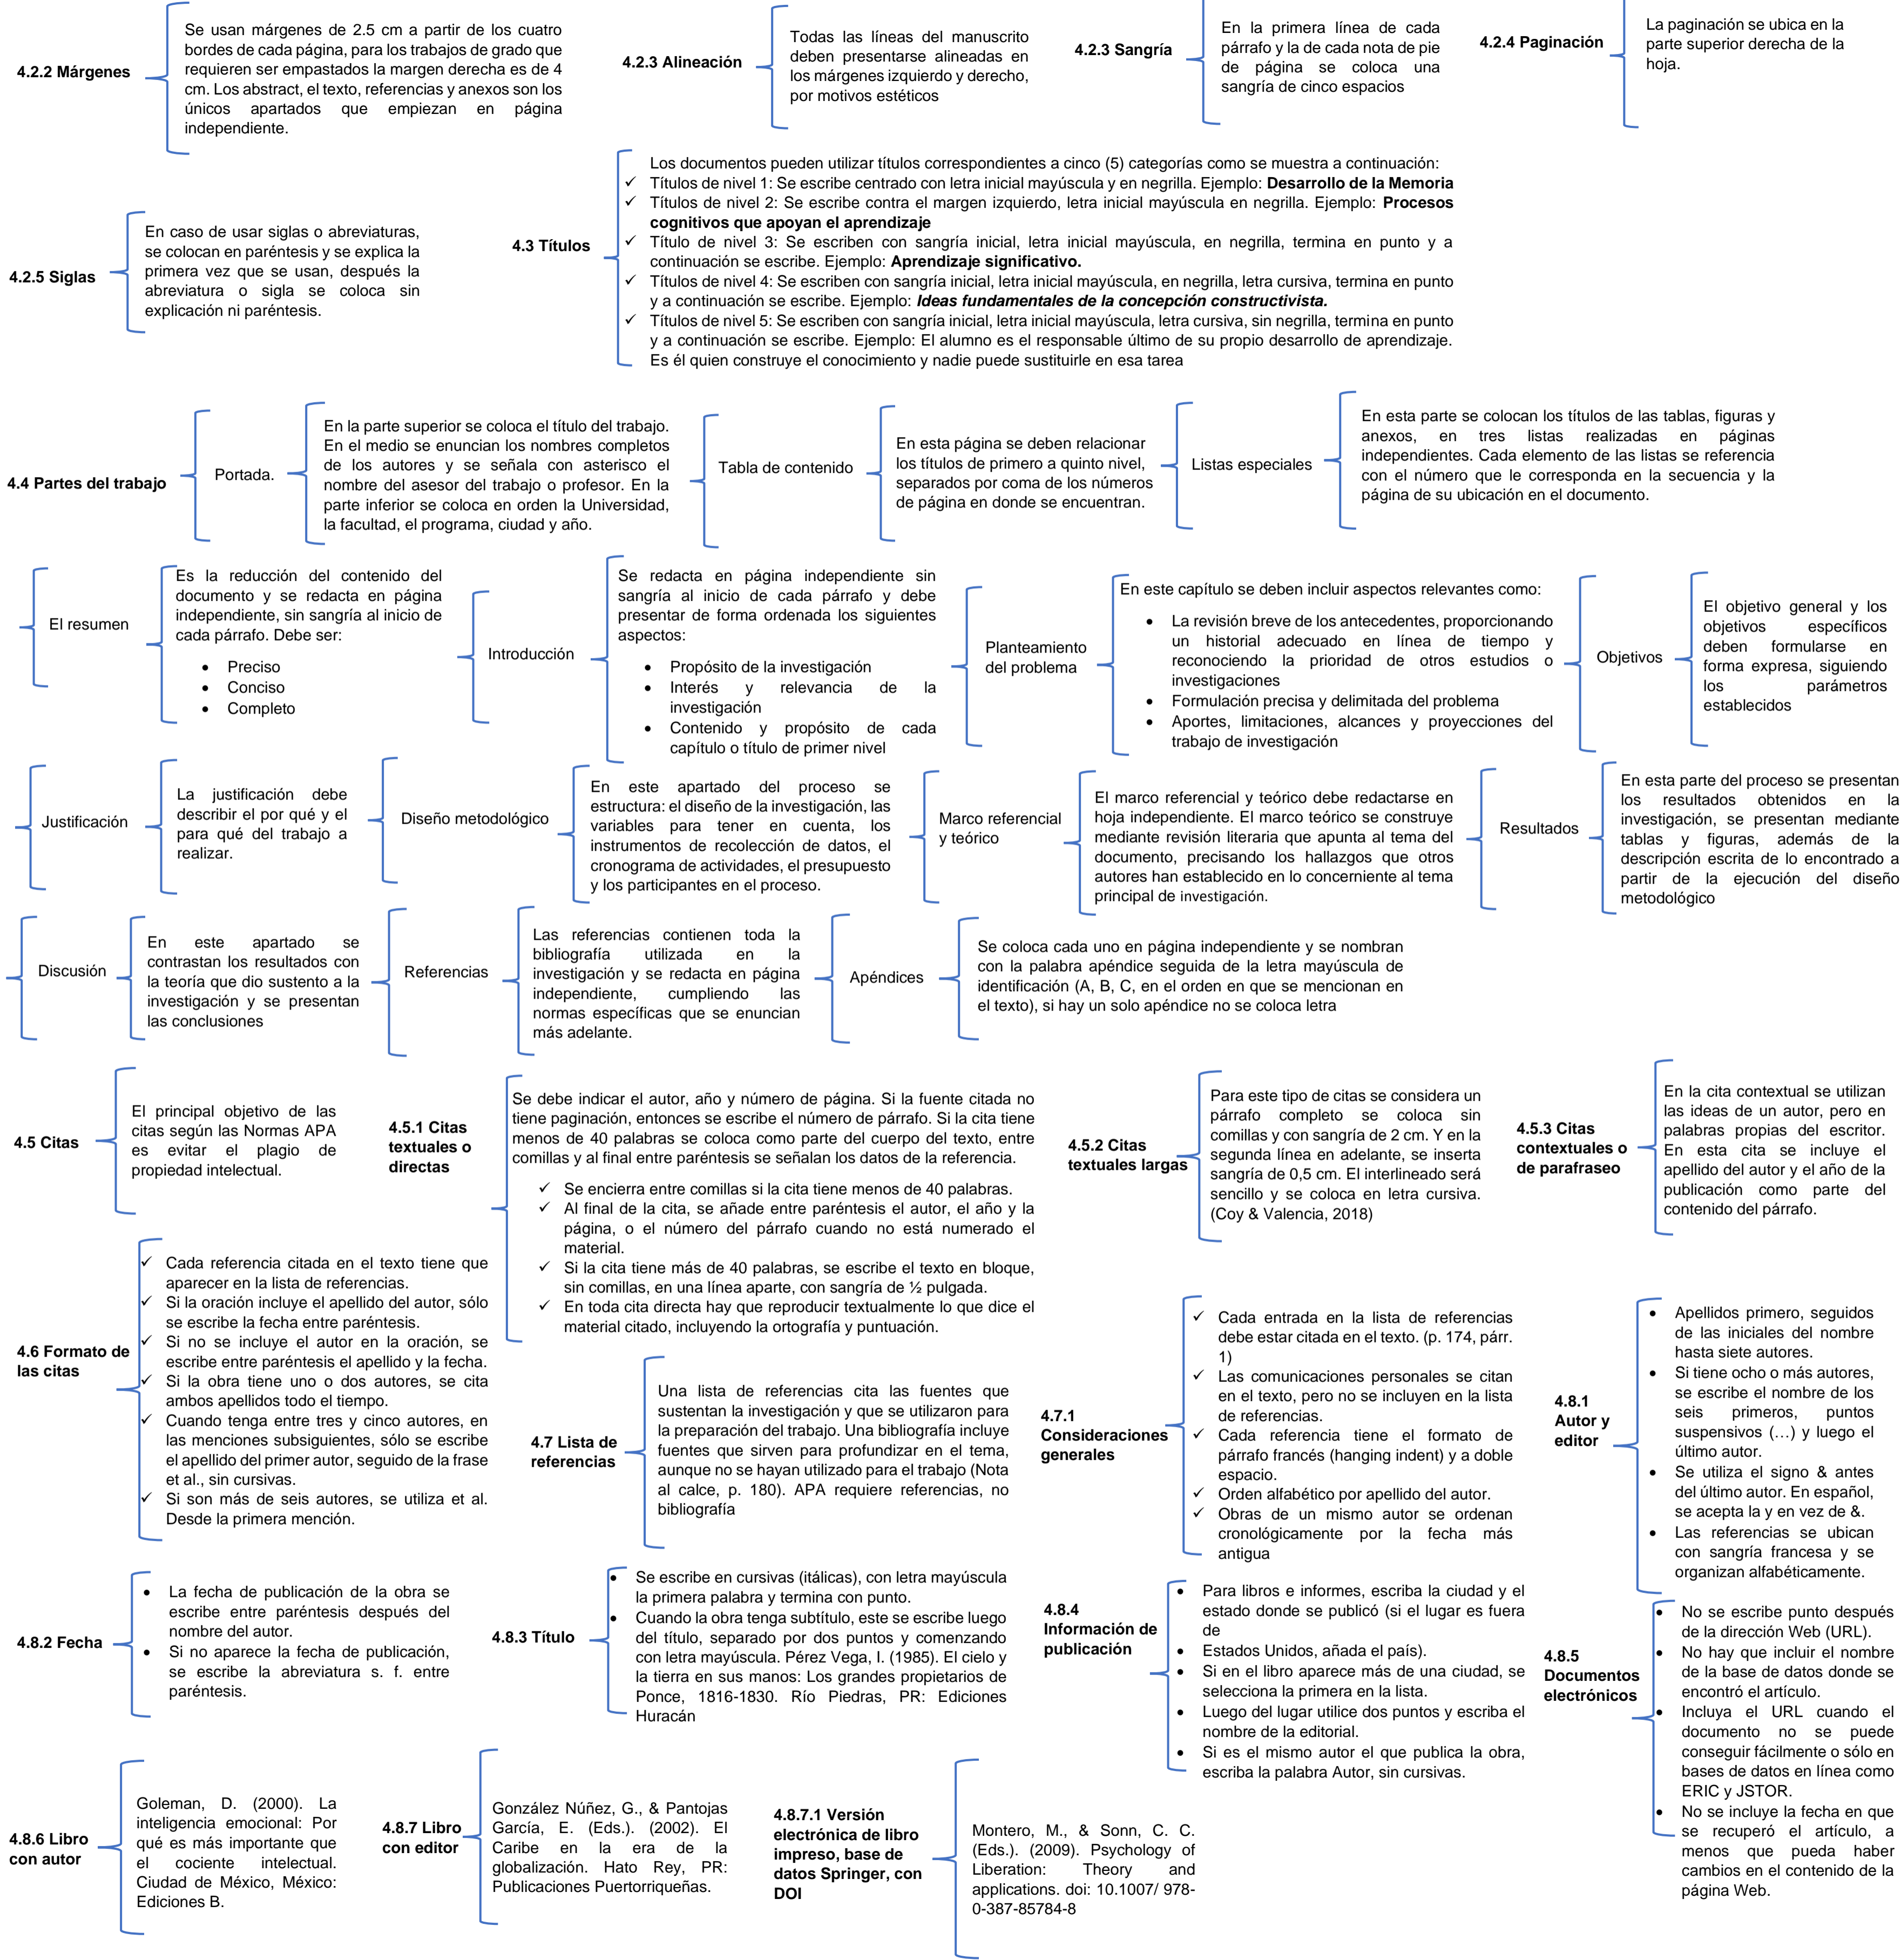 4.2.2 Márgenes
Se usan márgenes de 2.5 cm a partir de los cuatro
bordes de cada página, para los trabajos de grado que
requieren ser empastados la margen derecha es de 4
cm. Los abstract, el texto, referencias y anexos son los
únicos apartados que empiezan en página
independiente.
4.2.3 Alineación
Todas las líneas del manuscrito
deben presentarse alineadas en
los márgenes izquierdo y derecho,
por motivos estéticos
4.2.3 Sangría
En la primera línea de cada
párrafo y la de cada nota de pie
de página se coloca una
sangría de cinco espacios
4.2.4 Paginación
La paginación se ubica en la
parte superior derecha de la
hoja.
4.2.5 Siglas
En caso de usar siglas o abreviaturas,
se colocan en paréntesis y se explica la
primera vez que se usan, después la
abreviatura o sigla se coloca sin
explicación ni paréntesis.
4.3 Títulos
Los documentos pueden utilizar títulos correspondientes a cinco (5) categorías como se muestra a continuación:
✓ Títulos de nivel 1: Se escribe centrado con letra inicial mayúscula y en negrilla. Ejemplo: Desarrollo de la Memoria
✓ Títulos de nivel 2: Se escribe contra el margen izquierdo, letra inicial mayúscula en negrilla. Ejemplo: Procesos
cognitivos que apoyan el aprendizaje
✓ Título de nivel 3: Se escriben con sangría inicial, letra inicial mayúscula, en negrilla, termina en punto y a
continuación se escribe. Ejemplo: Aprendizaje significativo.
✓ Títulos de nivel 4: Se escriben con sangría inicial, letra inicial mayúscula, en negrilla, letra cursiva, termina en punto
y a continuación se escribe. Ejemplo: Ideas fundamentales de la concepción constructivista.
✓ Títulos de nivel 5: Se escriben con sangría inicial, letra inicial mayúscula, letra cursiva, sin negrilla, termina en punto
y a continuación se escribe. Ejemplo: El alumno es el responsable último de su propio desarrollo de aprendizaje.
Es él quien construye el conocimiento y nadie puede sustituirle en esa tarea
4.4 Partes del trabajo
Portada.
En la parte superior se coloca el título del trabajo.
En el medio se enuncian los nombres completos
de los autores y se señala con asterisco el
nombre del asesor del trabajo o profesor. En la
parte inferior se coloca en orden la Universidad,
la facultad, el programa, ciudad y año.
Tabla de contenido
En esta página se deben relacionar
los títulos de primero a quinto nivel,
separados por coma de los números
de página en donde se encuentran.
Listas especiales
En esta parte se colocan los títulos de las tablas, figuras y
anexos, en tres listas realizadas en páginas
independientes. Cada elemento de las listas se referencia
con el número que le corresponda en la secuencia y la
página de su ubicación en el documento.
El resumen
Es la reducción del contenido del
documento y se redacta en página
independiente, sin sangría al inicio de
cada párrafo. Debe ser:
• Preciso
• Conciso
• Completo
Introducción
Se redacta en página independiente sin
sangría al inicio de cada párrafo y debe
presentar de forma ordenada los siguientes
aspectos:
• Propósito de la investigación
• Interés y relevancia de la
investigación
• Contenido y propósito de cada
capítulo o título de primer nivel
Planteamiento
del problema
En este capítulo se deben incluir aspectos relevantes como:
• La revisión breve de los antecedentes, proporcionando
un historial adecuado en línea de tiempo y
reconociendo la prioridad de otros estudios o
investigaciones
• Formulación precisa y delimitada del problema
• Aportes, limitaciones, alcances y proyecciones del
trabajo de investigación
Objetivos
El objetivo general y los
objetivos específicos
deben formularse en
forma expresa, siguiendo
los parámetros
establecidos
Justificación
La justificación debe
describir el por qué y el
para qué del trabajo a
realizar.
Diseño metodológico
En este apartado del proceso se
estructura: el diseño de la investigación, las
variables para tener en cuenta, los
instrumentos de recolección de datos, el
cronograma de actividades, el presupuesto
y los participantes en el proceso.
Marco referencial
y teórico
El marco referencial y teórico debe redactarse en
hoja independiente. El marco teórico se construye
mediante revisión literaria que apunta al tema del
documento, precisando los hallazgos que otros
autores han establecido en lo concerniente al tema
principal de investigación.
Resultados
En esta parte del proceso se presentan
los resultados obtenidos en la
investigación, se presentan mediante
tablas y figuras, además de la
descripción escrita de lo encontrado a
partir de la ejecución del diseño
metodológico
Discusión
En este apartado se
contrastan los resultados con
la teoría que dio sustento a la
investigación y se presentan
las conclusiones
Referencias
Las referencias contienen toda la
bibliografía utilizada en la
investigación y se redacta en página
independiente, cumpliendo las
normas específicas que se enuncian
más adelante.
Apéndices
Se coloca cada uno en página independiente y se nombran
con la palabra apéndice seguida de la letra mayúscula de
identificación (A, B, C, en el orden en que se mencionan en
el texto), si hay un solo apéndice no se coloca letra
4.5 Citas
El principal objetivo de las
citas según las Normas APA
es evitar el plagio de
propiedad intelectual.
4.5.1 Citas
textuales o
directas
Se debe indicar el autor, año y número de página. Si la fuente citada no
tiene paginación, entonces se escribe el número de párrafo. Si la cita tiene
menos de 40 palabras se coloca como parte del cuerpo del texto, entre
comillas y al final entre paréntesis se señalan los datos de la referencia.
✓ Se encierra entre comillas si la cita tiene menos de 40 palabras.
✓ Al final de la cita, se añade entre paréntesis el autor, el año y la
página, o el número del párrafo cuando no está numerado el
material.
✓ Si la cita tiene más de 40 palabras, se escribe el texto en bloque,
sin comillas, en una línea aparte, con sangría de ½ pulgada.
✓ En toda cita directa hay que reproducir textualmente lo que dice el
material citado, incluyendo la ortografía y puntuación.
4.5.2 Citas
textuales largas
Para este tipo de citas se considera un
párrafo completo se coloca sin
comillas y con sangría de 2 cm. Y en la
segunda línea en adelante, se inserta
sangría de 0,5 cm. El interlineado será
sencillo y se coloca en letra cursiva.
(Coy & Valencia, 2018)
4.5.3 Citas
contextuales o
de parafraseo
En la cita contextual se utilizan
las ideas de un autor, pero en
palabras propias del escritor.
En esta cita se incluye el
apellido del autor y el año de la
publicación como parte del
contenido del párrafo.
4.6 Formato de
las citas
✓ Cada referencia citada en el texto tiene que
aparecer en la lista de referencias.
✓ Si la oración incluye el apellido del autor, sólo
se escribe la fecha entre paréntesis.
✓ Si no se incluye el autor en la oración, se
escribe entre paréntesis el apellido y la fecha.
✓ Si la obra tiene uno o dos autores, se cita
ambos apellidos todo el tiempo.
✓ Cuando tenga entre tres y cinco autores, en
las menciones subsiguientes, sólo se escribe
el apellido del primer autor, seguido de la frase
et al., sin cursivas.
✓ Si son más de seis autores, se utiliza et al.
Desde la primera mención.
4.7 Lista de
referencias
Una lista de referencias cita las fuentes que
sustentan la investigación y que se utilizaron para
la preparación del trabajo. Una bibliografía incluye
fuentes que sirven para profundizar en el tema,
aunque no se hayan utilizado para el trabajo (Nota
al calce, p. 180). APA requiere referencias, no
bibliografía
4.7.1
Consideraciones
generales
✓ Cada entrada en la lista de referencias
debe estar citada en el texto. (p. 174, párr.
1)
✓ Las comunicaciones personales se citan
en el texto, pero no se incluyen en la lista
de referencias.
✓ Cada referencia tiene el formato de
párrafo francés (hanging indent) y a doble
espacio.
✓ Orden alfabético por apellido del autor.
✓ Obras de un mismo autor se ordenan
cronológicamente por la fecha más
antigua
4.8.1
Autor y
editor
• Apellidos primero, seguidos
de las iniciales del nombre
hasta siete autores.
• Si tiene ocho o más autores,
se escribe el nombre de los
seis primeros, puntos
suspensivos (…) y luego el
último autor.
• Se utiliza el signo & antes
del último autor. En español,
se acepta la y en vez de &.
• Las referencias se ubican
con sangría francesa y se
organizan alfabéticamente.
4.8.2 Fecha
• La fecha de publicación de la obra se
escribe entre paréntesis después del
nombre del autor.
• Si no aparece la fecha de publicación,
se escribe la abreviatura s. f. entre
paréntesis.
4.8.3 Título
• Se escribe en cursivas (itálicas), con letra mayúscula
la primera palabra y termina con punto.
• Cuando la obra tenga subtítulo, este se escribe luego
del título, separado por dos puntos y comenzando
con letra mayúscula. Pérez Vega, I. (1985). El cielo y
la tierra en sus manos: Los grandes propietarios de
Ponce, 1816-1830. Río Piedras, PR: Ediciones
Huracán
4.8.4
Información de
publicación
• Para libros e informes, escriba la ciudad y el
estado donde se publicó (si el lugar es fuera
de
• Estados Unidos, añada el país).
• Si en el libro aparece más de una ciudad, se
selecciona la primera en la lista.
• Luego del lugar utilice dos puntos y escriba el
nombre de la editorial.
• Si es el mismo autor el que publica la obra,
escriba la palabra Autor, sin cursivas.
4.8.5
Documentos
electrónicos
• No se escribe punto después
de la dirección Web (URL).
• No hay que incluir el nombre
de la base de datos donde se
encontró el artículo.
• Incluya el URL cuando el
documento no se puede
conseguir fácilmente o sólo en
bases de datos en línea como
ERIC y JSTOR.
• No se incluye la fecha en que
se recuperó el artículo, a
menos que pueda haber
cambios en el contenido de la
página Web.
4.8.6 Libro
con autor
Goleman, D. (2000). La
inteligencia emocional: Por
qué es más importante que
el cociente intelectual.
Ciudad de México, México:
Ediciones B.
4.8.7 Libro
con editor
González Núñez, G., & Pantojas
García, E. (Eds.). (2002). El
Caribe en la era de la
globalización. Hato Rey, PR:
Publicaciones Puertorriqueñas.
4.8.7.1 Versión
electrónica de libro
impreso, base de
datos Springer, con
DOI
Montero, M., & Sonn, C. C.
(Eds.). (2009). Psychology of
Liberation: Theory and
applications. doi: 10.1007/ 978-
0-387-85784-8